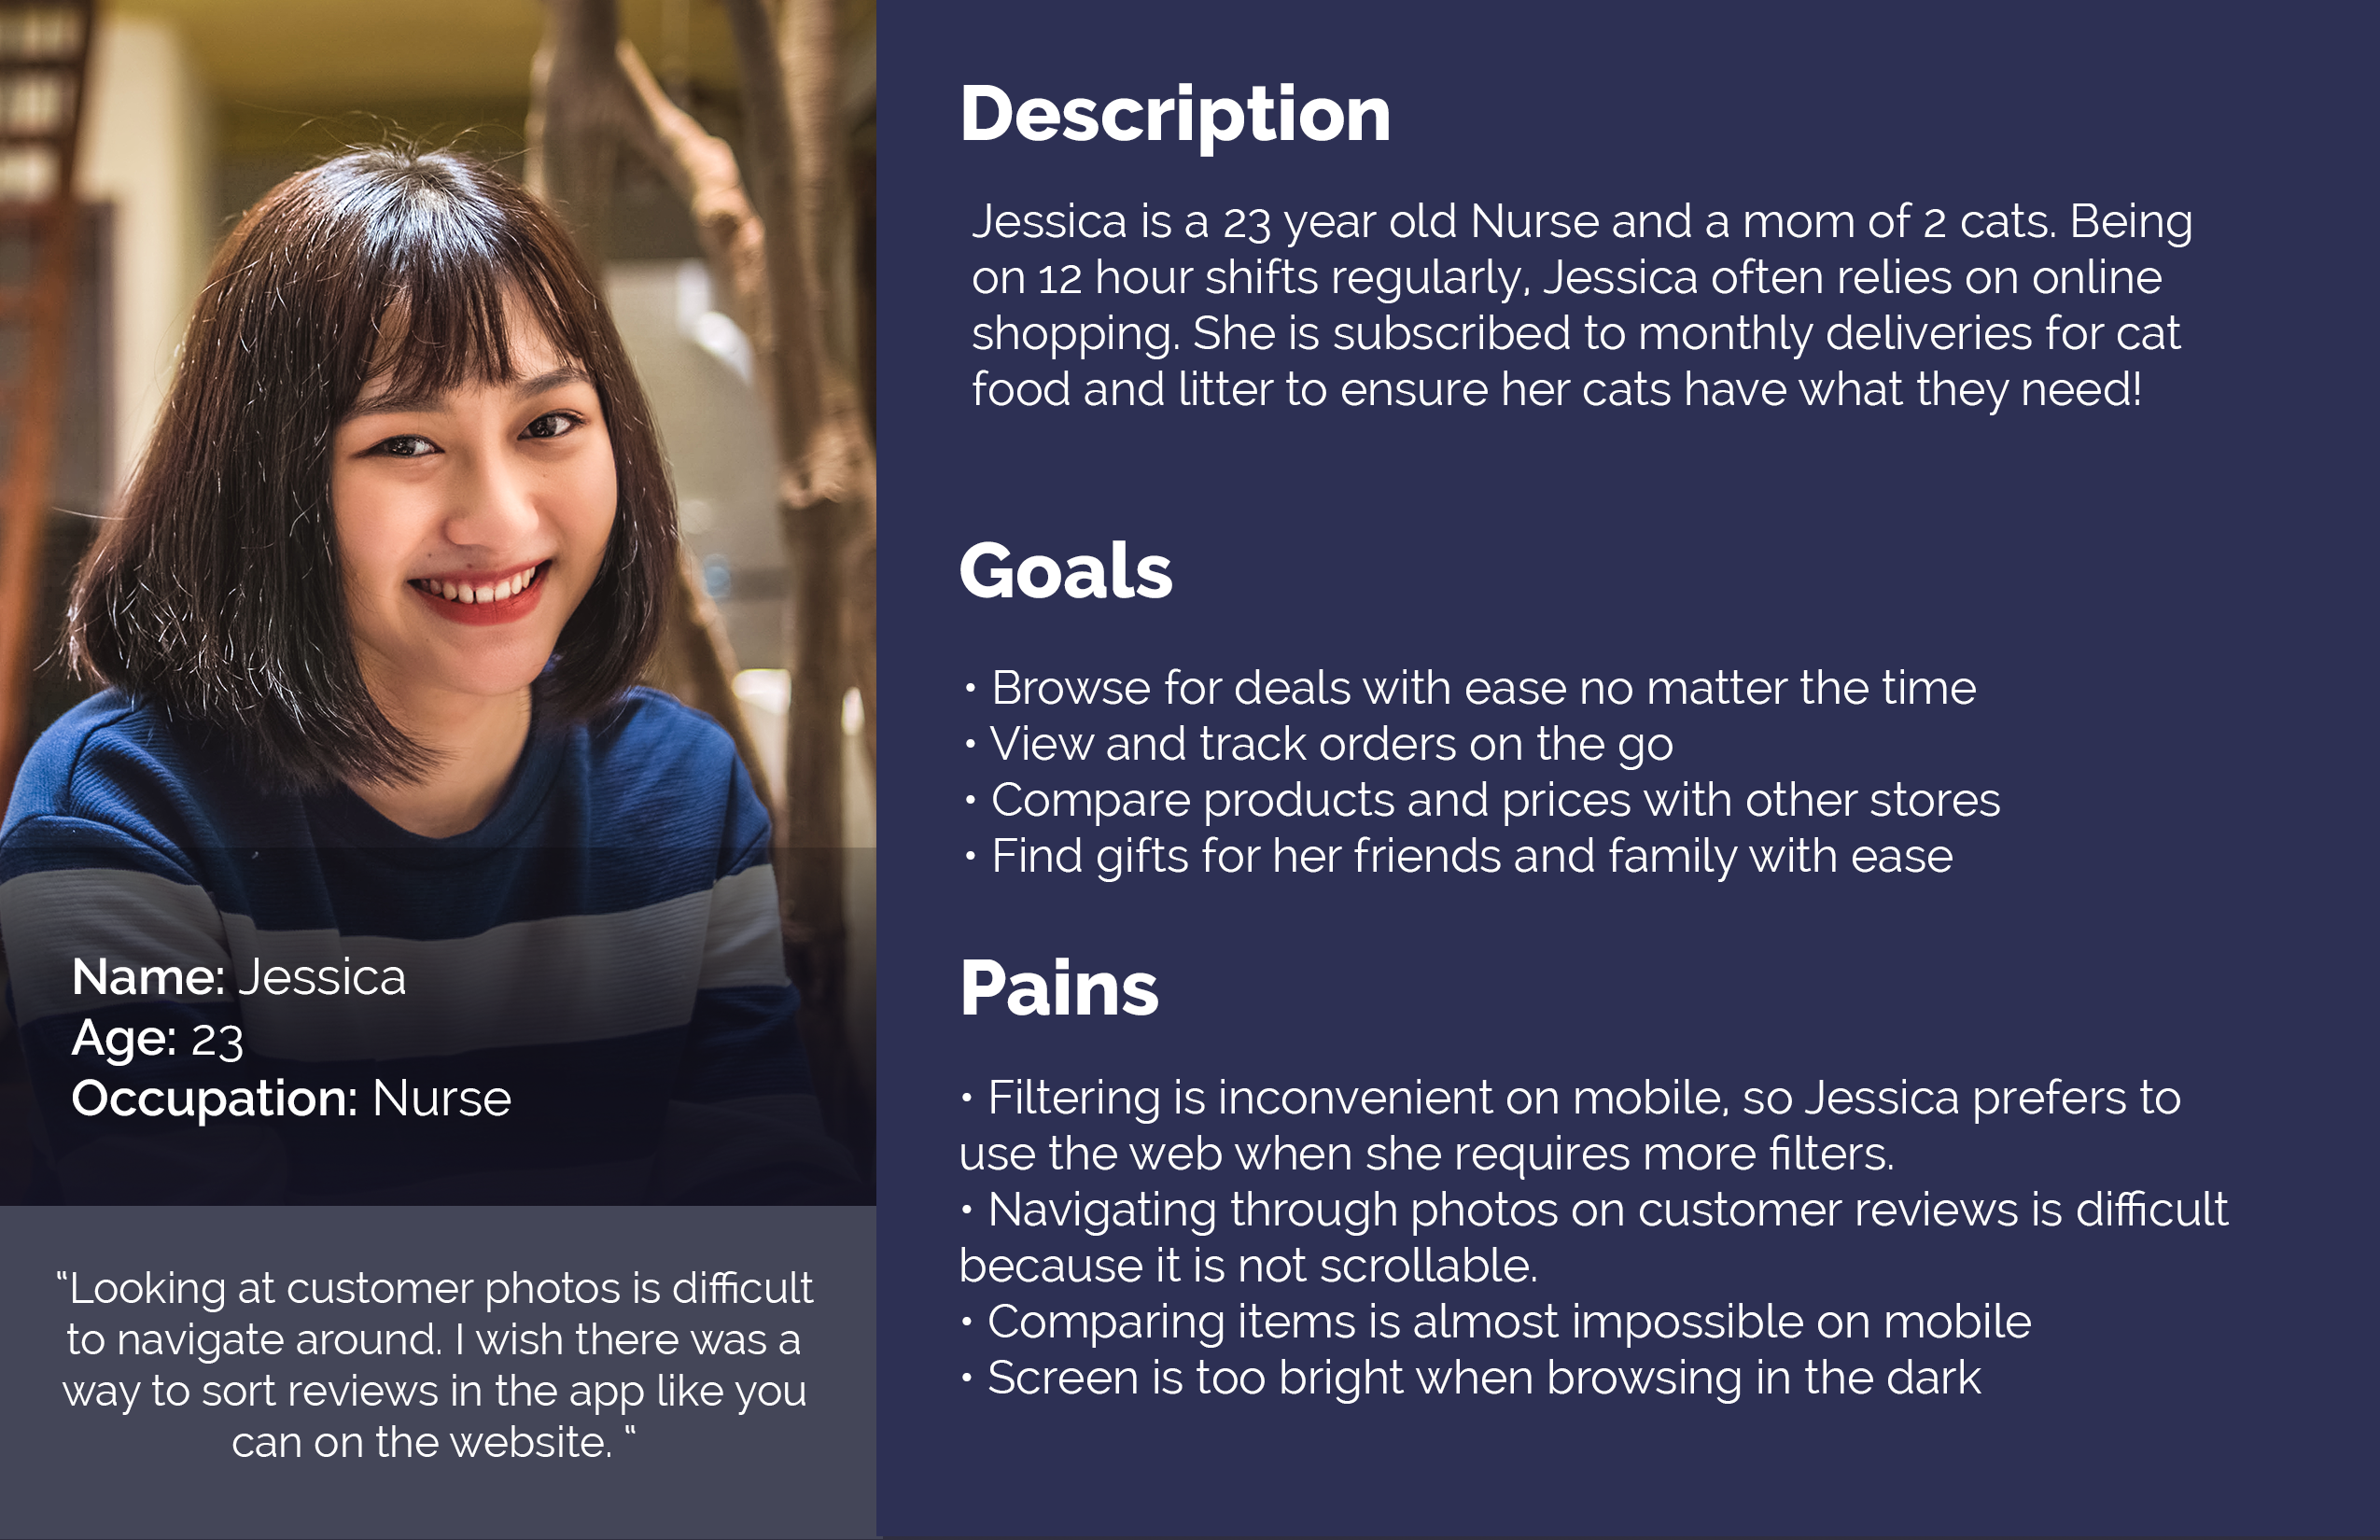 Name: Jessica
Age: 23
Occupation: Nurse
‟Looking at customer photos is difficult
to navigate around. I wish there was a
way to sort reviews in the app like you
can on the website. ‟
Description
Jessica is a 23 year old Nurse and a mom of 2 cats. Being
on 12 hour shifts regularly, Jessica often relies on online
shopping. She is subscribed to monthly deliveries for cat
food and litter to ensure her cats have what they need!
Goals
• Browse for deals with ease no matter the time
• View and track orders on the go
• Compare products and prices with other stores
• Find gifts for her friends and family with ease
Pains
• Filtering is inconvenient on mobile, so Jessica prefers to
use the web when she requires more filters.
• Navigating through photos on customer reviews is difficult
because it is not scrollable.
• Comparing items is almost impossible on mobile
• Screen is too bright when browsing in the dark